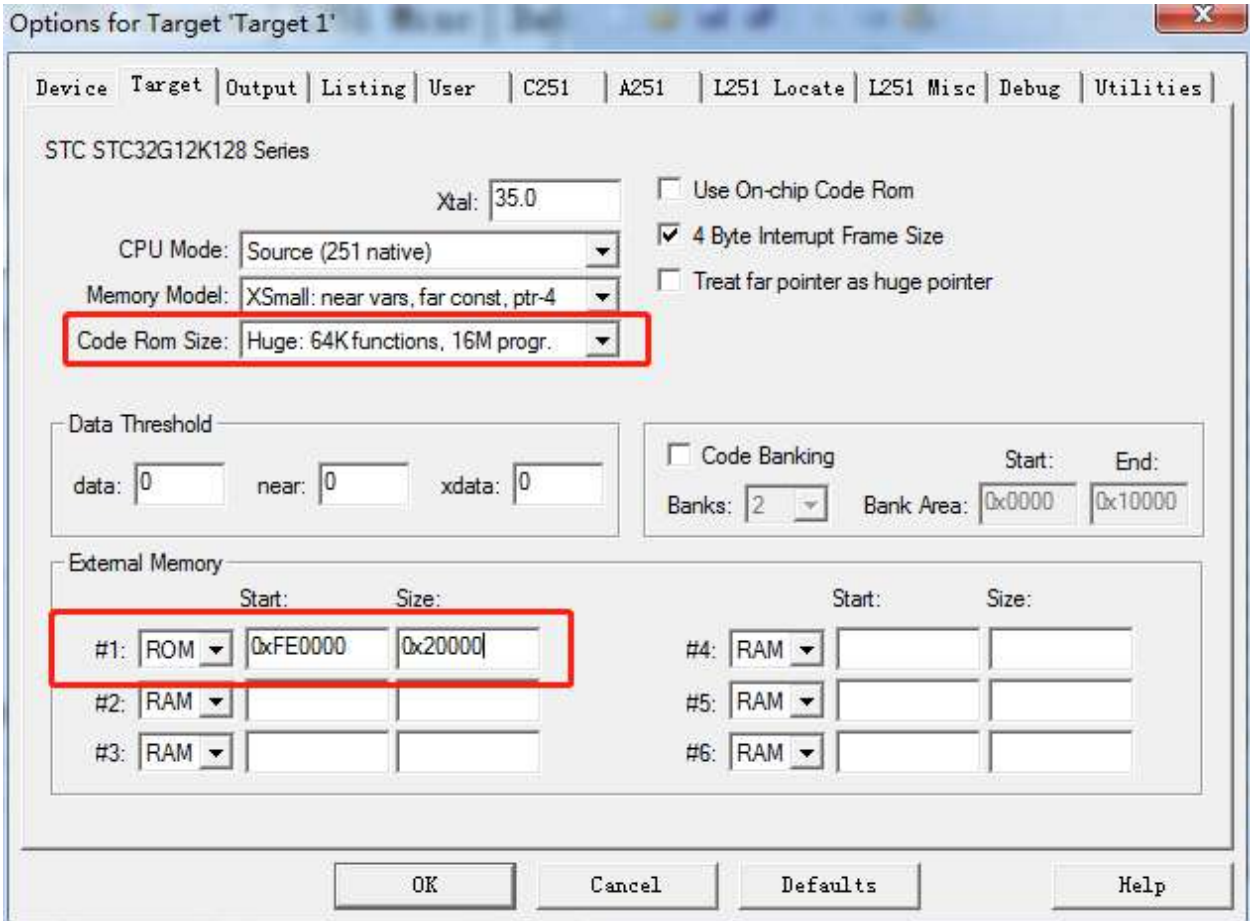 Options for Target 'Target 1'
Device Target Output Listing User C251 A251 L251 Locate L251 Misc Debug Utilities
STC STC32G12K128 Series
Xtal: 35.0
Use On-chip Code Rom
CPU Mode: Source (251 native)
4 Byte Interrupt Frame Size
Memory Model: XSmall: near vars, far const, ptr-4
Treat far pointer as huge pointer
Code Rom Size: Huge: 64K functions, 16M progr.
Data Threshold
data: 0 near: 0 xdata: 0
Code Banking Start: End:
Banks: 2 Bank Area: 0x0000 0x10000
External Memory
Start: Size: Start: Size:
#1: ROM 0xFE0000 0x20000 #4: RAM
#2: RAM #5: RAM
#3: RAM #6: RAM
OK Cancel Defaults Help